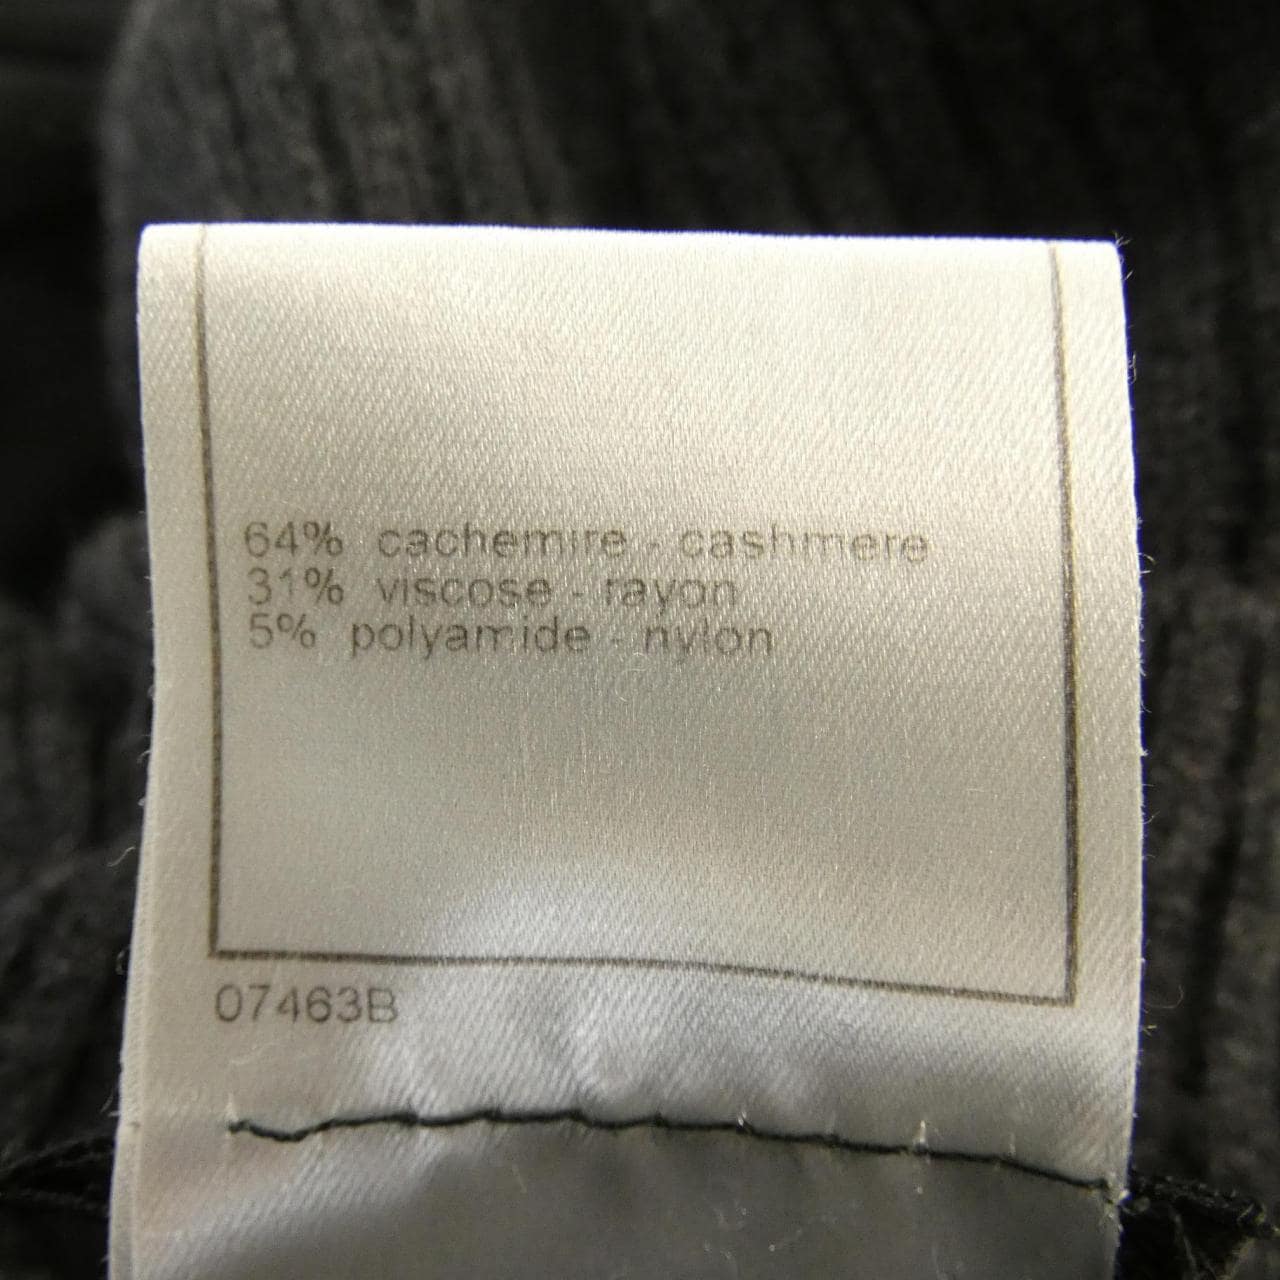 64% cachemire - cashmere
31% viscose - rayon
5% polyamide - nylon
07463B